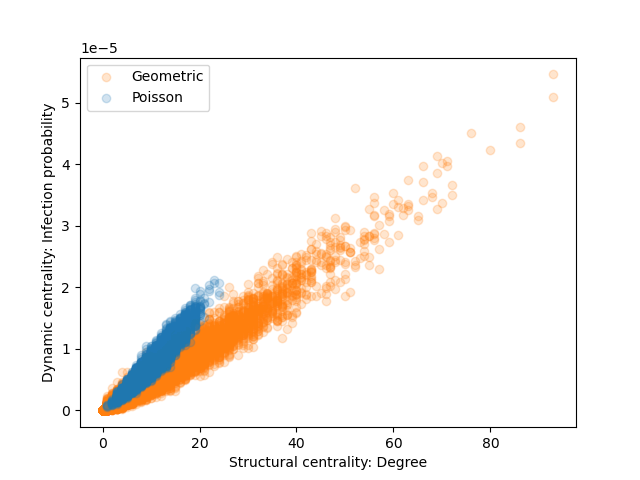 1e−5
Geometric
Poisson
5
4
3
2
1
0
Dynamic centrality: Infection probability
0 20 40 60 80
Structural centrality: Degree